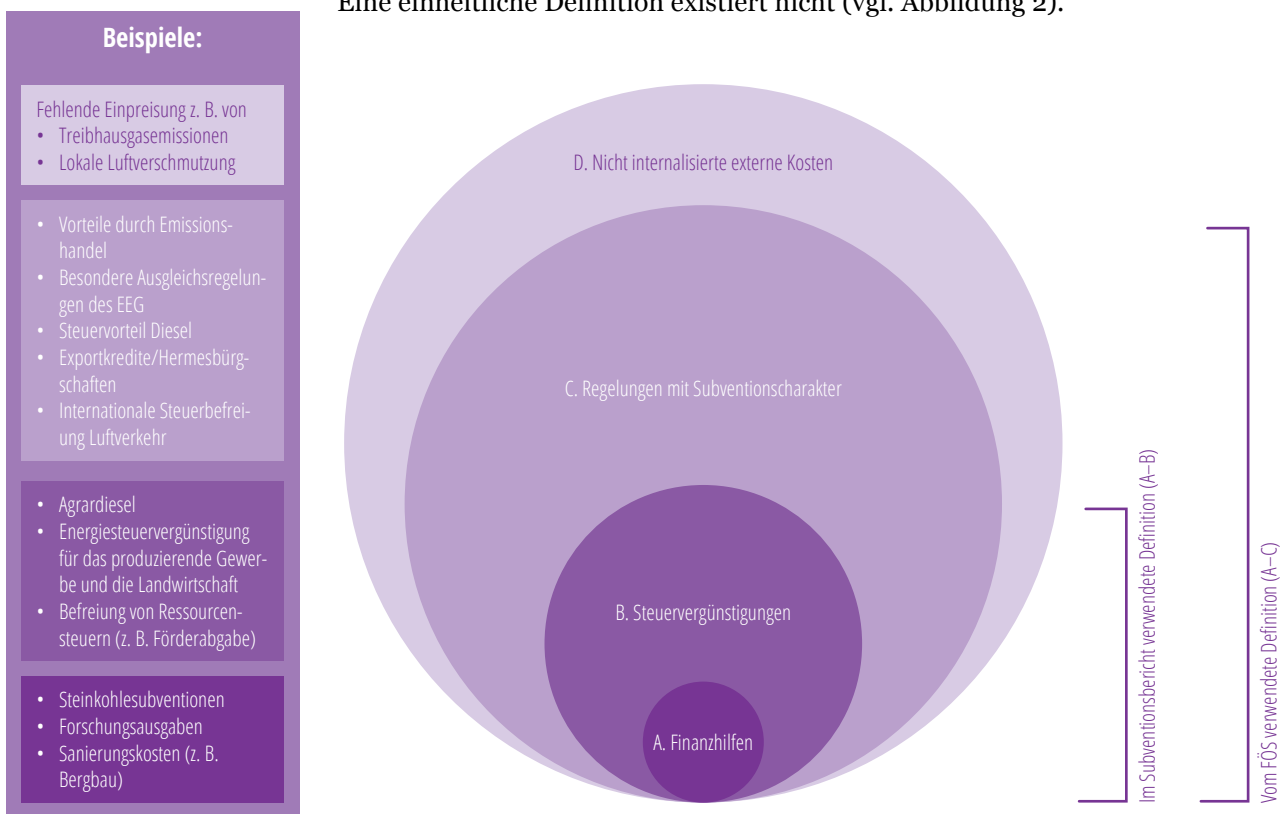 Eine einheitliche Definition existiert nicht (vgl. Abbildung 2).
Beispiele:
Fehlende Einpreisung z. B. von
• Treibhausgasemissionen
• Lokale Luftverschmutzung
• Vorteile durch Emissions-
handel
• Besondere Ausgleichsregelun-
gen des EEG
• Steuervorteil Diesel
• Exportkredite/Hermesbürg-
schaften
• Internationale Steuerbefrei-
ung Luftverkehr
• Agrardiesel
• Energiesteuervergünstigung
für das produzierende Gewer-
be und die Landwirtschaft
• Befreiung von Ressourcen-
steuern (z. B. Förderabgabe)
• Steinkohlesubventionen
• Forschungsausgaben
• Sanierungskosten (z. B.
Bergbau)
D. Nicht internalisierte externe Kosten
C. Regelungen mit Subventionscharakter
B. Steuervergünstigungen
A. Finanzhilfen
Im Subventionsbericht verwendete Definition (A–B)
Vom FÖS verwendete Definition (A–C)